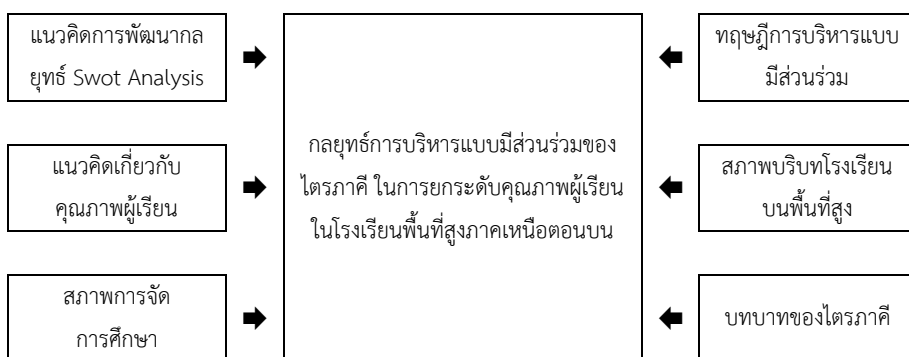 แนวคิดการพัฒนากล
ยุทธ์ Swot Analysis
แนวคิดเกี่ยวกับ
คุณภาพผู้เรียน
สภาพการจัด
การศึกษา
กลยุทธ์การบริหารแบบมีส่วนร่วมของ
ไตรภาคี ในการยกระดับคุณภาพผู้เรียน
ในโรงเรียนพื้นที่สูงภาคเหนือตอนบน
ทฤษฎีการบริหารแบบ
มีส่วนร่วม
สภาพบริบทโรงเรียน
บนพื้นที่สูง
บทบาทของไตรภาคี